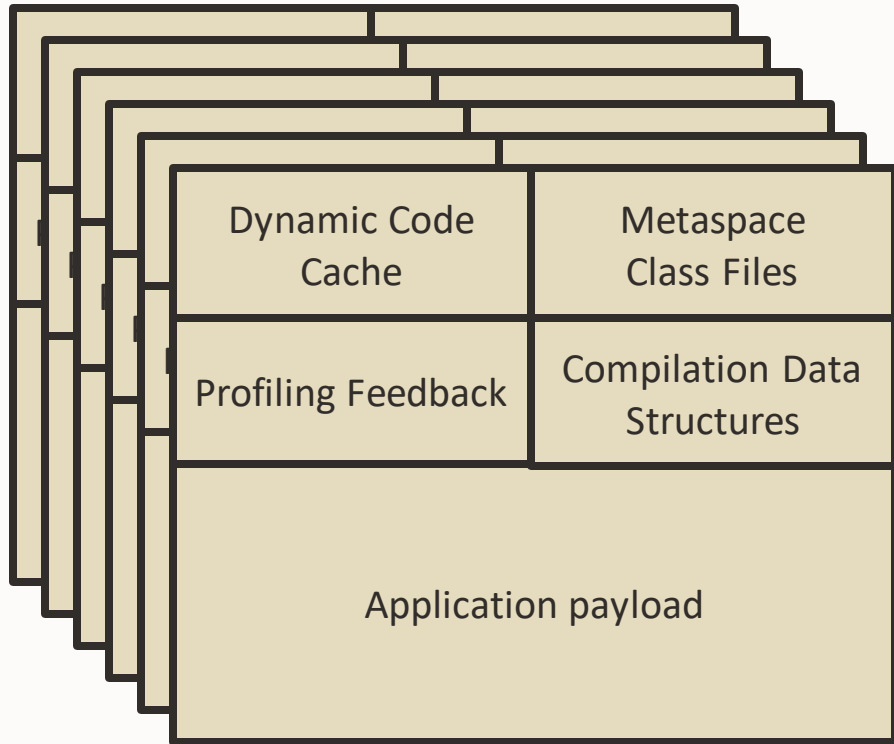 Dynamic Code
Cache
Metaspace
Class Files
Profiling Feedback
Compilation Data
Structures
Application payload